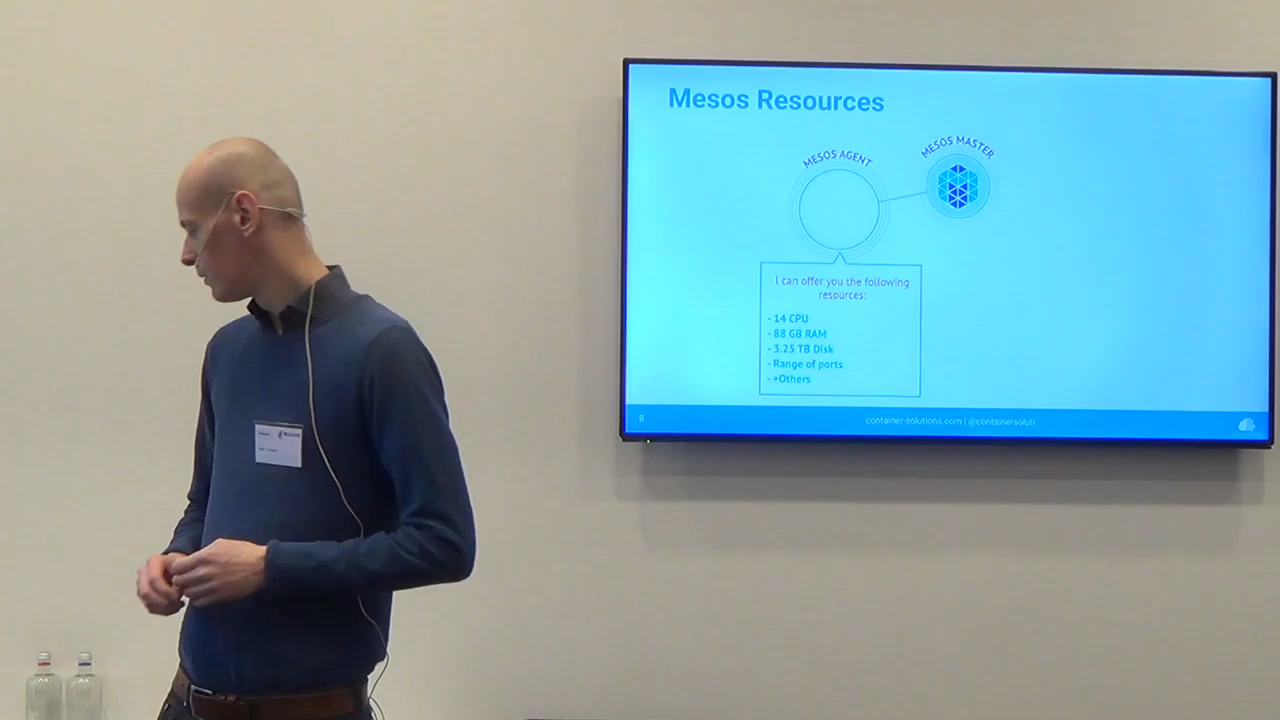 Mesos Resources
MESOS AGENT
MESOS MASTER
I can offer you the following
resources:
- 14 CPU
- 88 GB RAM
- 3.25 TB Disk
- Range of ports
- +Others
8
container-solutions.com | @containersoluti